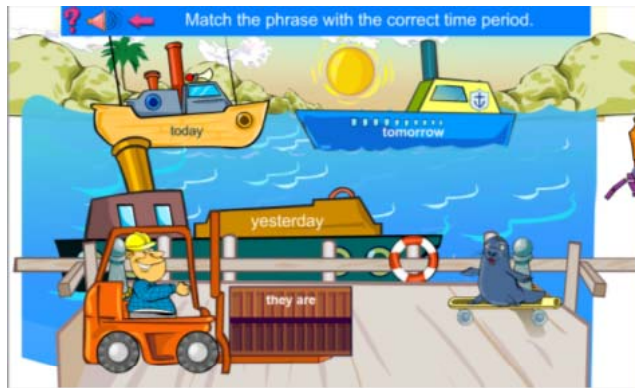 Match the phrase with the correct time period.
today
tomorrow
yesterday
they are